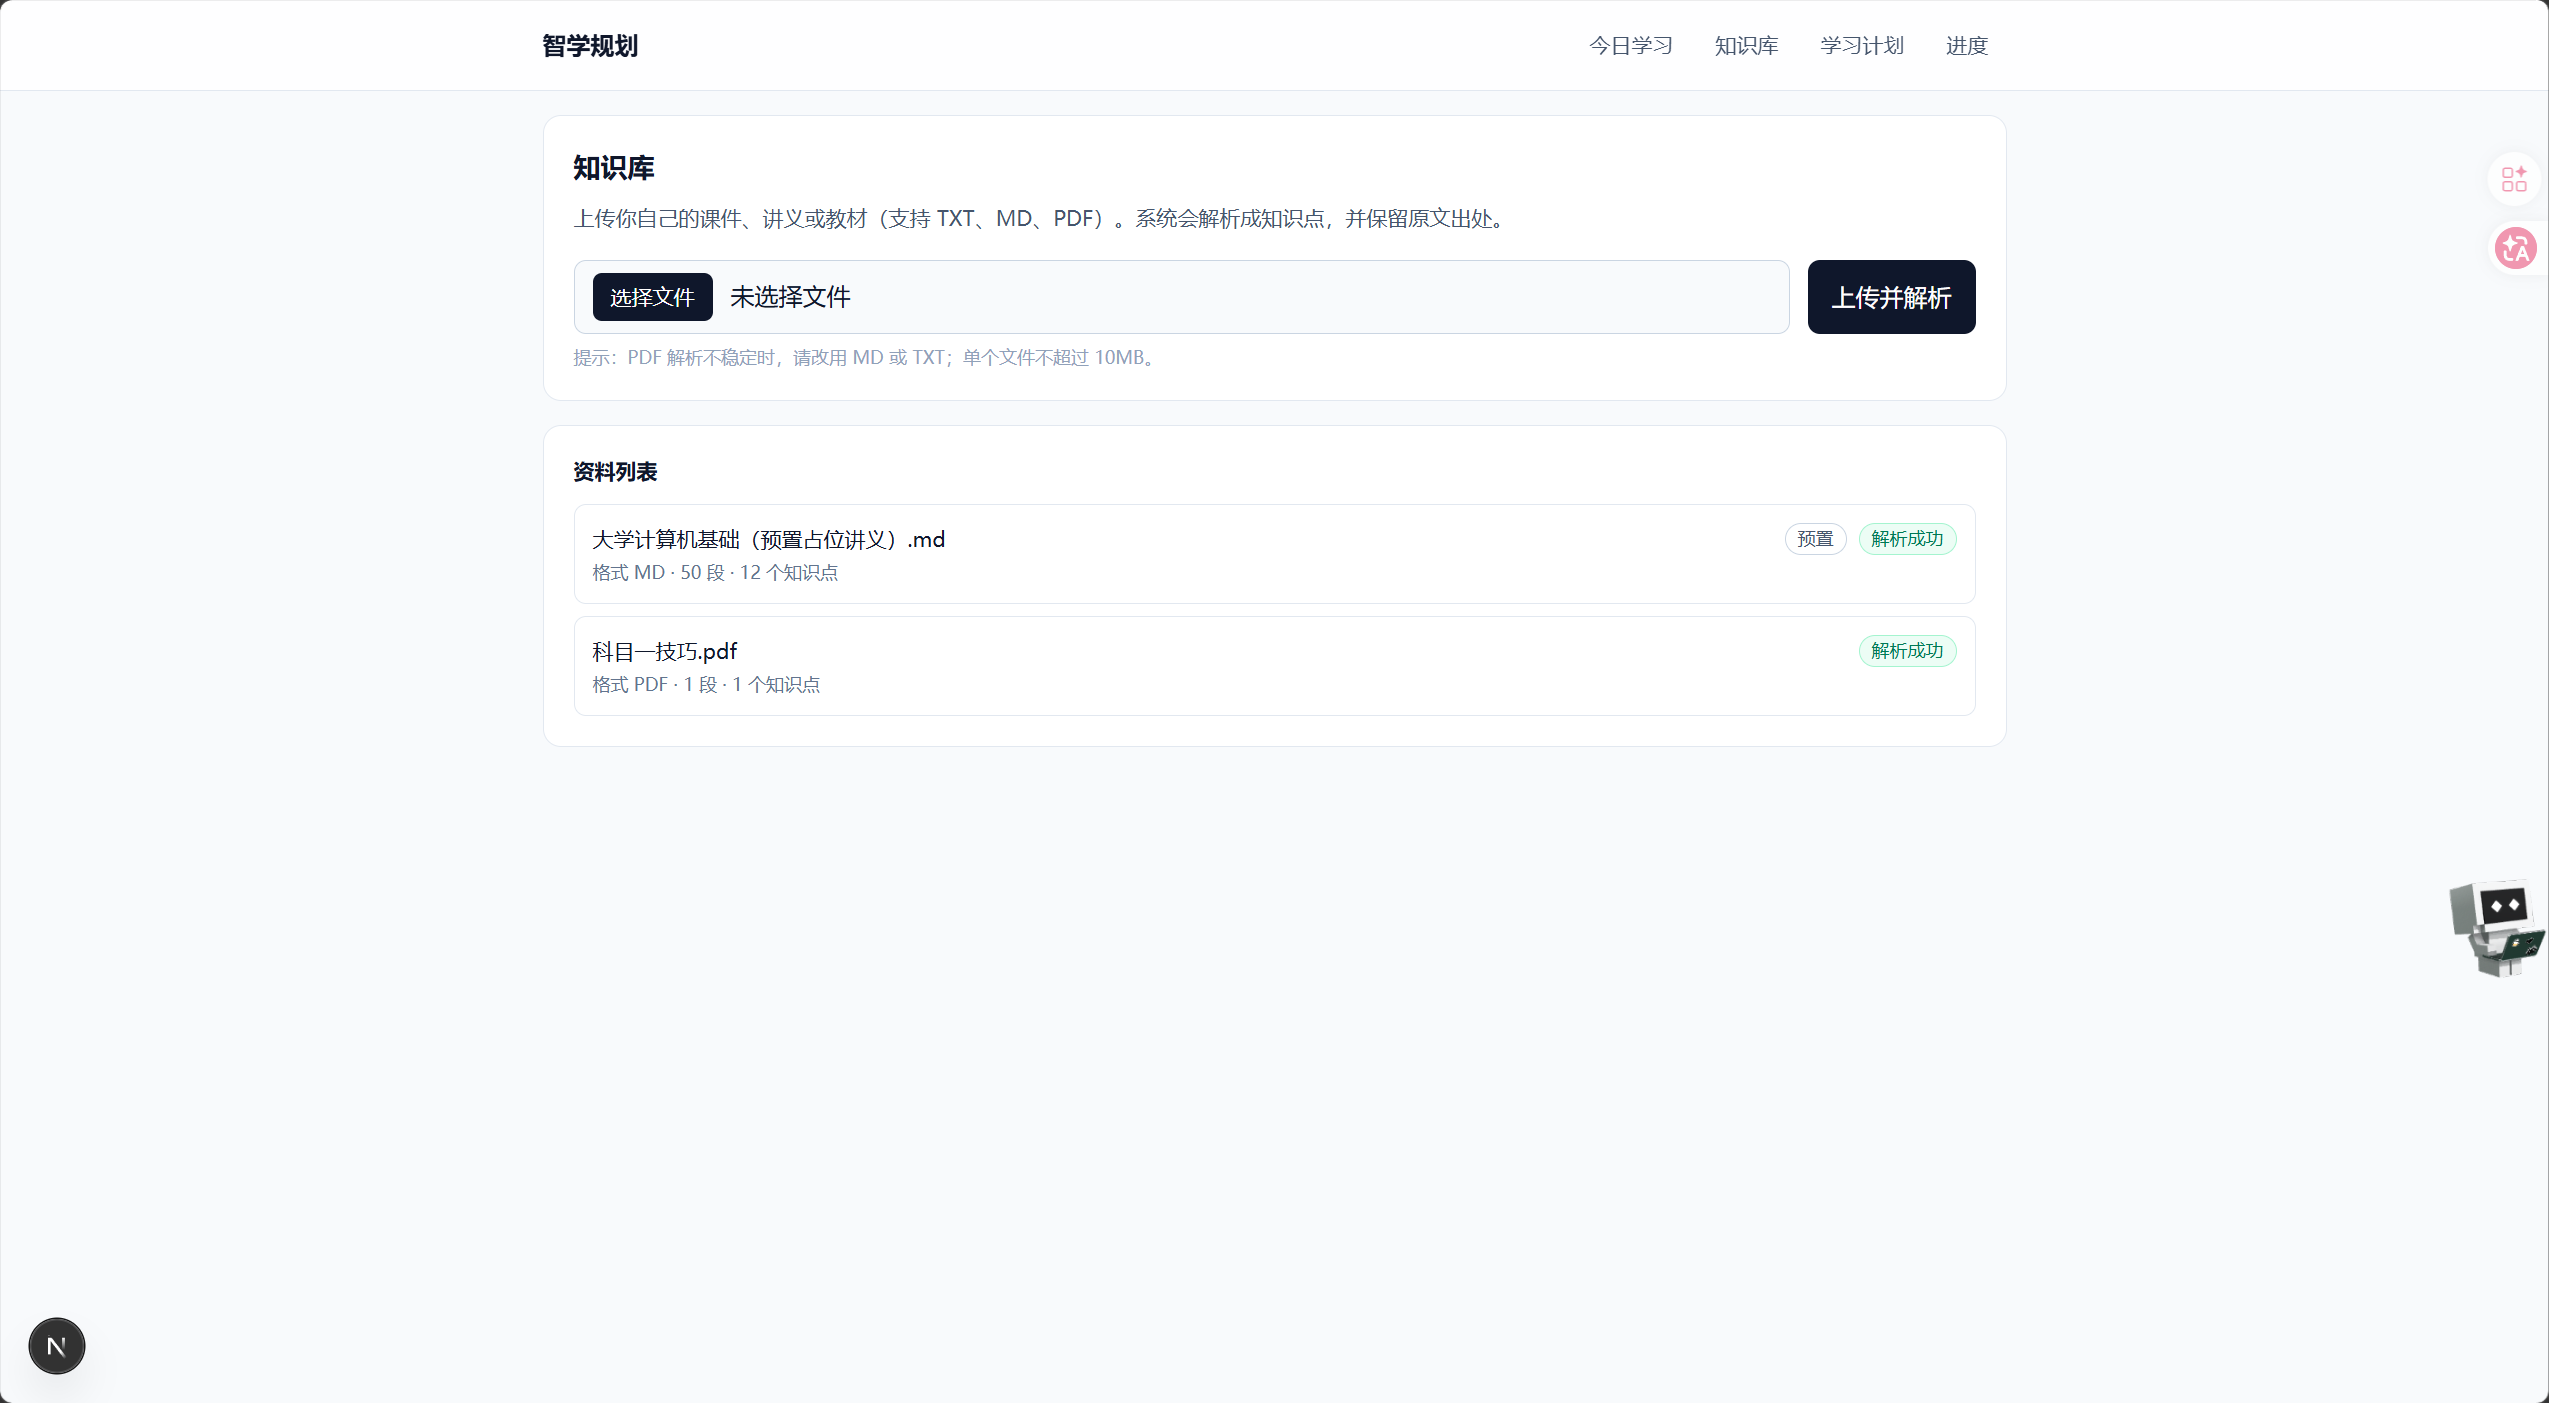 智学规划
今日学习 知识库 学习计划 进度
知识库
上传你自己的课件、讲义或教材（支持 TXT、MD、PDF）。系统会解析成知识点，并保留原文出处。
选择文件 未选择文件 上传并解析
提示：PDF 解析不稳定时，请改用 MD 或 TXT；单个文件不超过 10MB。
资料列表
大学计算机基础（预置占位讲义）.md 预置 解析成功
格式 MD · 50 段 · 12 个知识点
科目一技巧.pdf 解析成功
格式 PDF · 1 段 · 1 个知识点
N